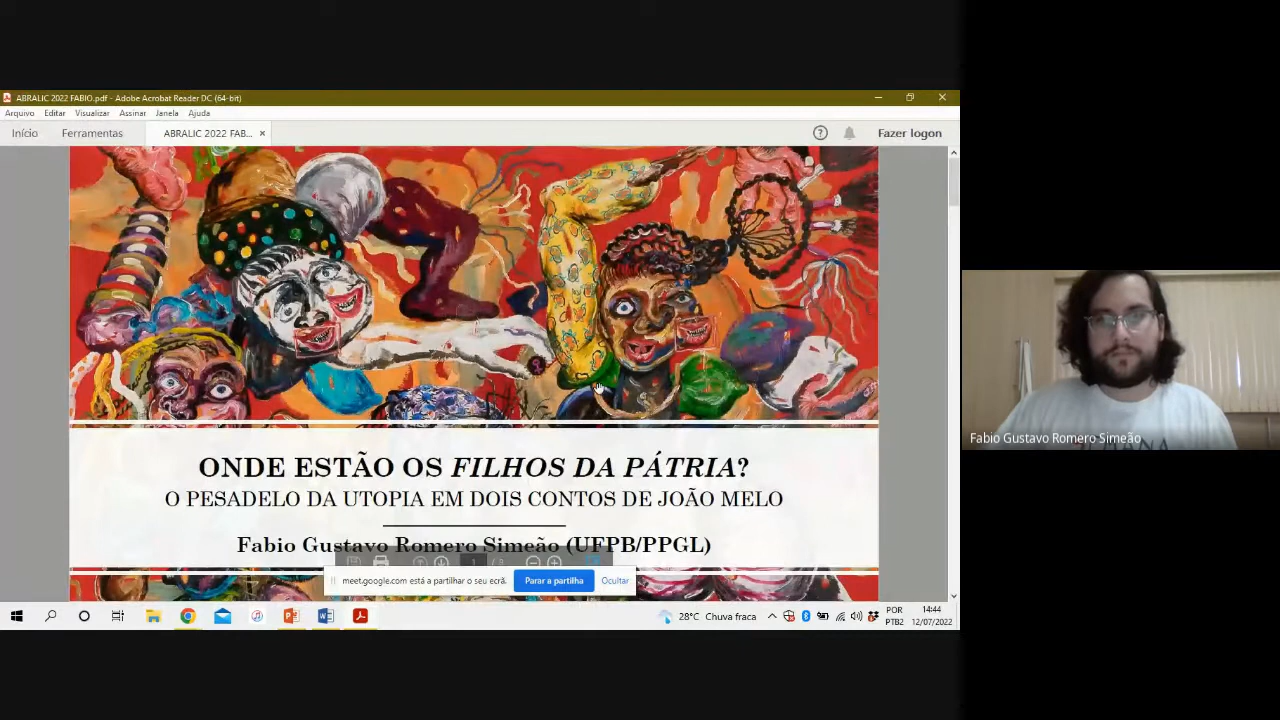 ABRALIC 2022 FABIO.pdf - Adobe Acrobat Reader DC (64-bit)
Arquivo Editar Visualizar Assinar Janela Ajuda
Início Ferramentas ABRALIC 2022 FAB... × ? Fazer logon
ONDE ESTÃO OS FILHOS DA PÁTRIA?
O PESADELO DA UTOPIA EM DOIS CONTOS DE JOÃO MELO
Fabio Gustavo Romero Simeão (UFPB/PPGL)
meet.google.com está a partilhar o seu ecrã. Parar a partilha Ocultar
28°C Chuva fraca
POR
PTB2
14:44
12/07/2022
Fabio Gustavo Romero Simeão